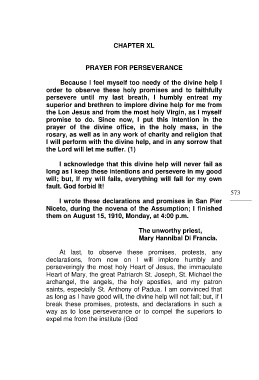 CHAPTER XL
PRAYER FOR PERSEVERANCE
Because I feel myself too needy of the divine help I
order to observe these holy promises and to faithfully
persevere until my last breath, I humbly entreat my
superior and brethren to implore divine help for me from
the Lon Jesus and from the most holy Virgin, as I myself
promise to do. Since now, I put this intention in the
prayer of the divine office, in the holy mass, in the
rosary, as well as in any work of charity and religion that
I will perform with the divine help, and in any sorrow that
the Lord will let me suffer. (1)
I acknowledge that this divine help will never fail as
long as I keep these intentions and persevere in my good
will; but, if my will fails, everything will fail for my own
fault. God forbid it!
573
I wrote these declarations and promises in San Pier
Niceto, during the novena of the Assumption; I finished
them on August 15, 1910, Monday, at 4:00 p.m.
The unworthy priest,
Mary Hannibal Di Francia.
At last, to observe these promises, protests, any
declarations, from now on I will implore humbly and
perseveringly the most holy Heart of Jesus, the immaculate
Heart of Mary, the great Patriarch St. Joseph, St. Michael the
archangel, the angels, the holy apostles, and my patron
saints, especially St. Anthony of Padua. I am convinced that
as long as I have good will, the divine help will not fail; but, if I
break these promises, protests, and declarations in such a
way as to lose perseverance or to compel the superiors to
expel me from the institute (God